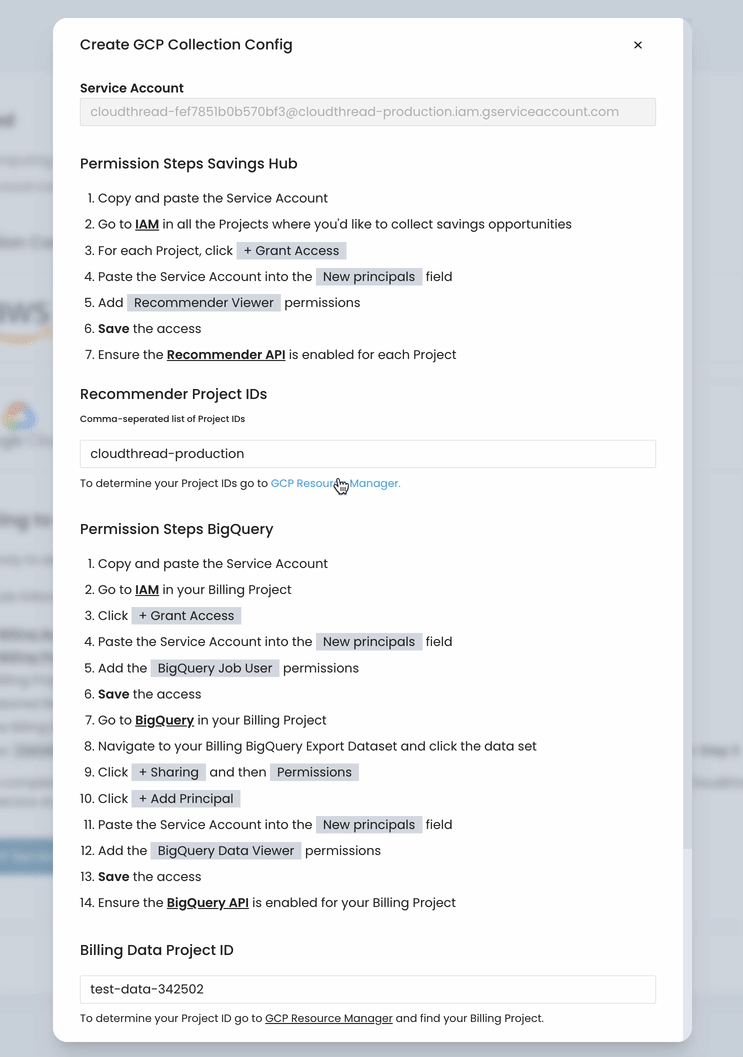 Create GCP Collection Config
×
Service Account
cloudthread-fef7851b0b570bf3@cloudthread-production.iam.gserviceaccount.com
Permission Steps Savings Hub
1. Copy and paste the Service Account
2. Go to IAM in all the Projects where you'd like to collect savings opportunities
3. For each Project, click + Grant Access
4. Paste the Service Account into the New principals field
5. Add Recommender Viewer permissions
6. Save the access
7. Ensure the Recommender API is enabled for each Project
Recommender Project IDs
Comma-seperated list of Project IDs
cloudthread-production
To determine your Project IDs go to GCP Resource Manager.
Permission Steps BigQuery
1. Copy and paste the Service Account
2. Go to IAM in your Billing Project
3. Click + Grant Access
4. Paste the Service Account into the New principals field
5. Add the BigQuery Job User permissions
6. Save the access
7. Go to BigQuery in your Billing Project
8. Navigate to your Billing BigQuery Export Dataset and click the data set
9. Click + Sharing and then Permissions
10. Click + Add Principal
11. Paste the Service Account into the New principals field
12. Add the BigQuery Data Viewer permissions
13. Save the access
14. Ensure the BigQuery API is enabled for your Billing Project
Billing Data Project ID
test-data-342502
To determine your Project ID go to GCP Resource Manager and find your Billing Project.